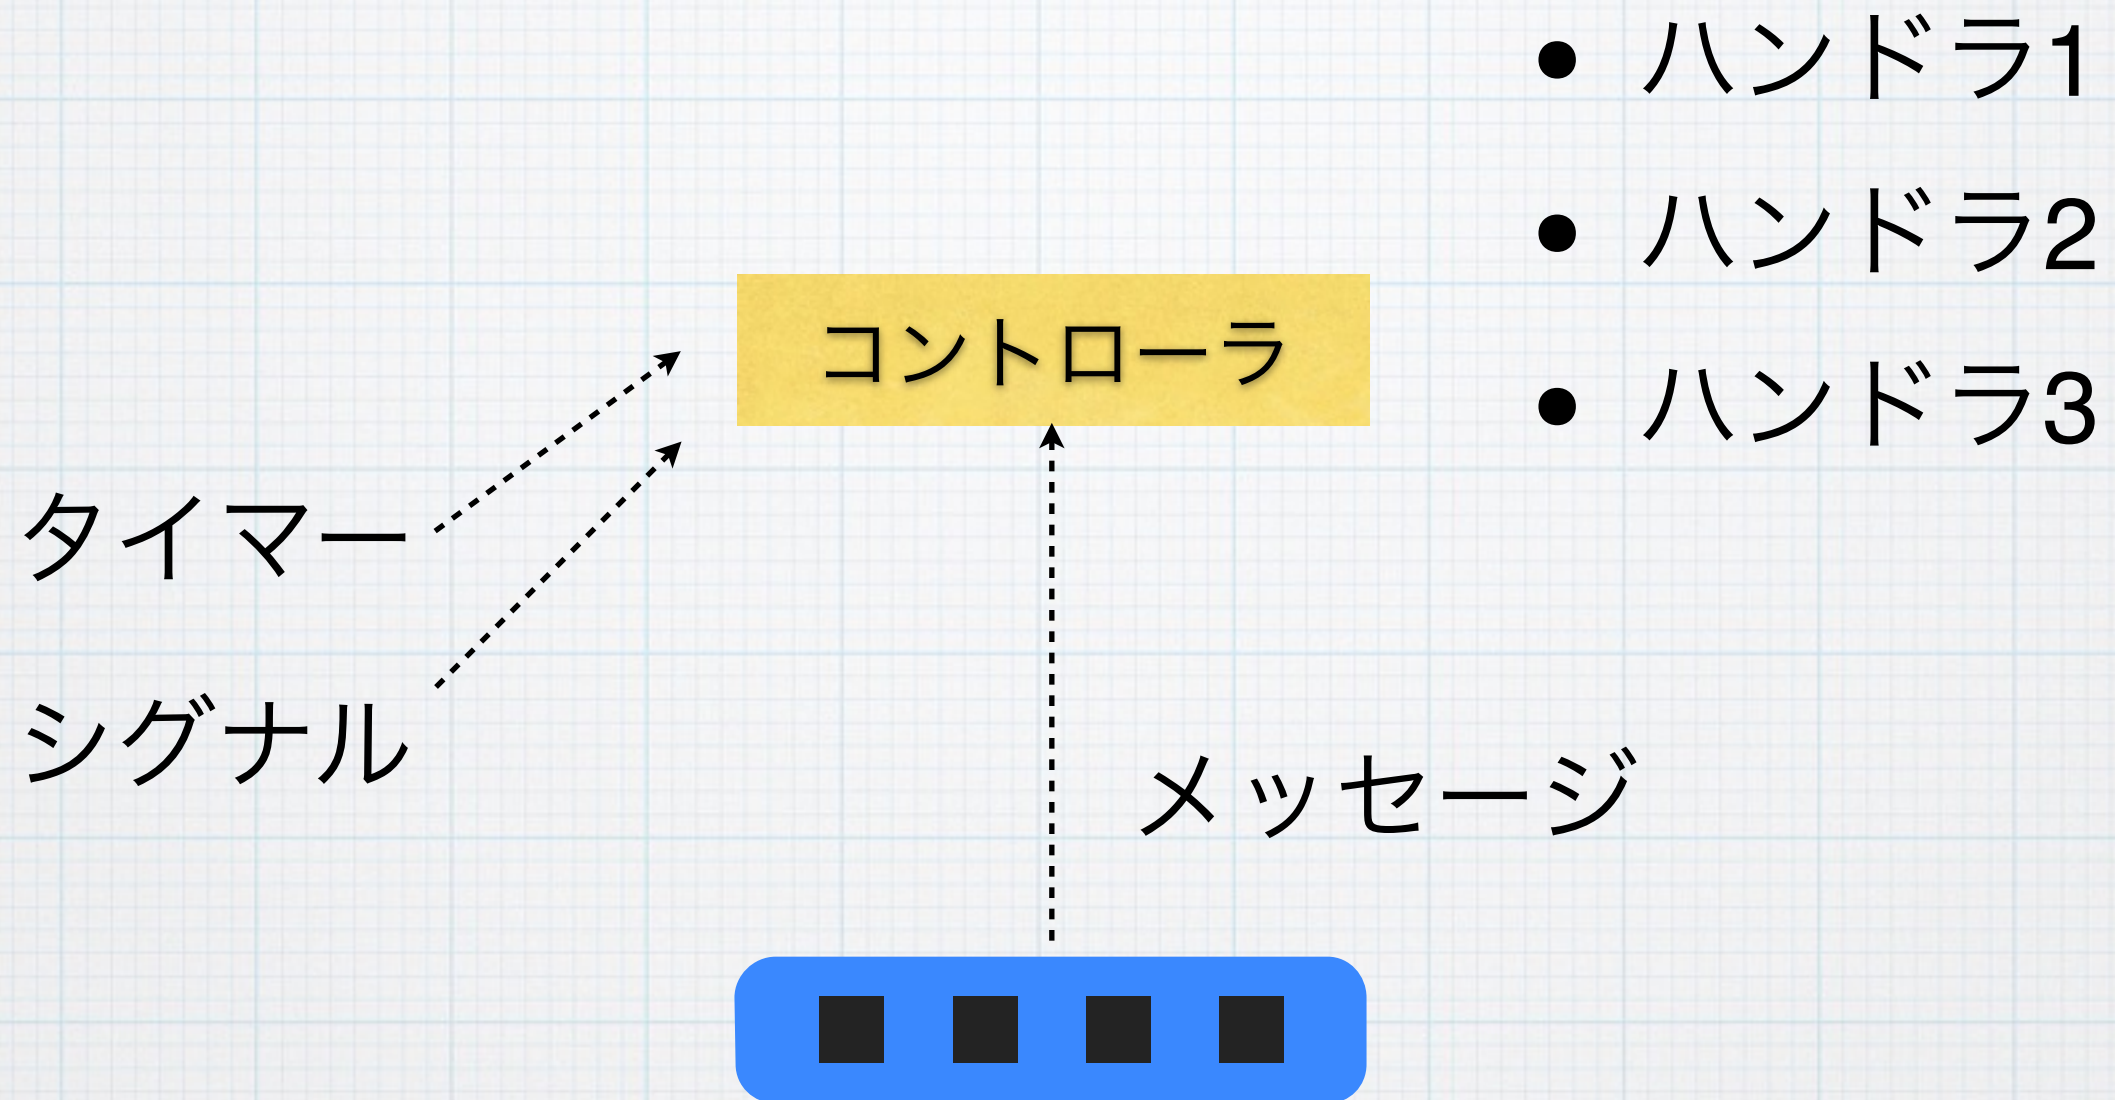 • ハンドラ1
• ハンドラ2
• ハンドラ3
コントローラ
タイマー
シグナル
メッセージ